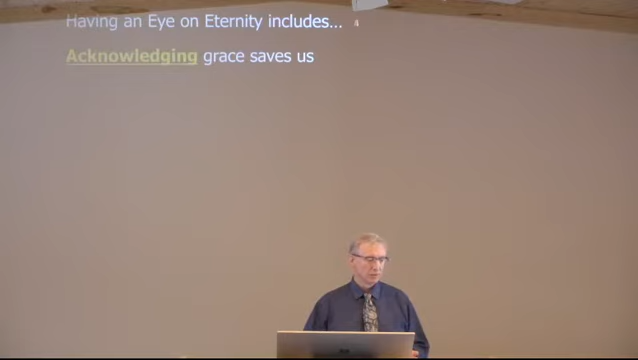 Having an Eye on Eternity includes...
Acknowledging grace saves us